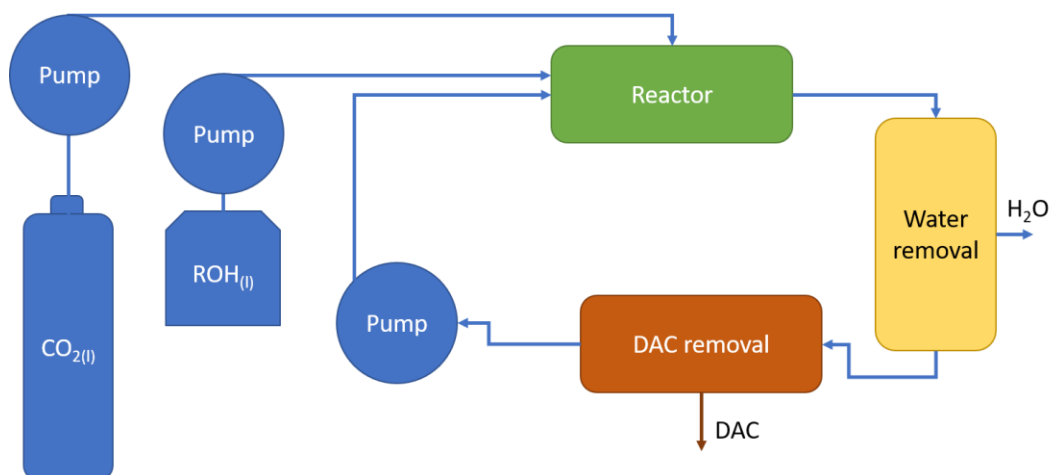 Pump
Pump
Reactor
Water
removal
H₂O
ROH₍l₎
CO₂₍l₎
Pump
DAC removal
DAC